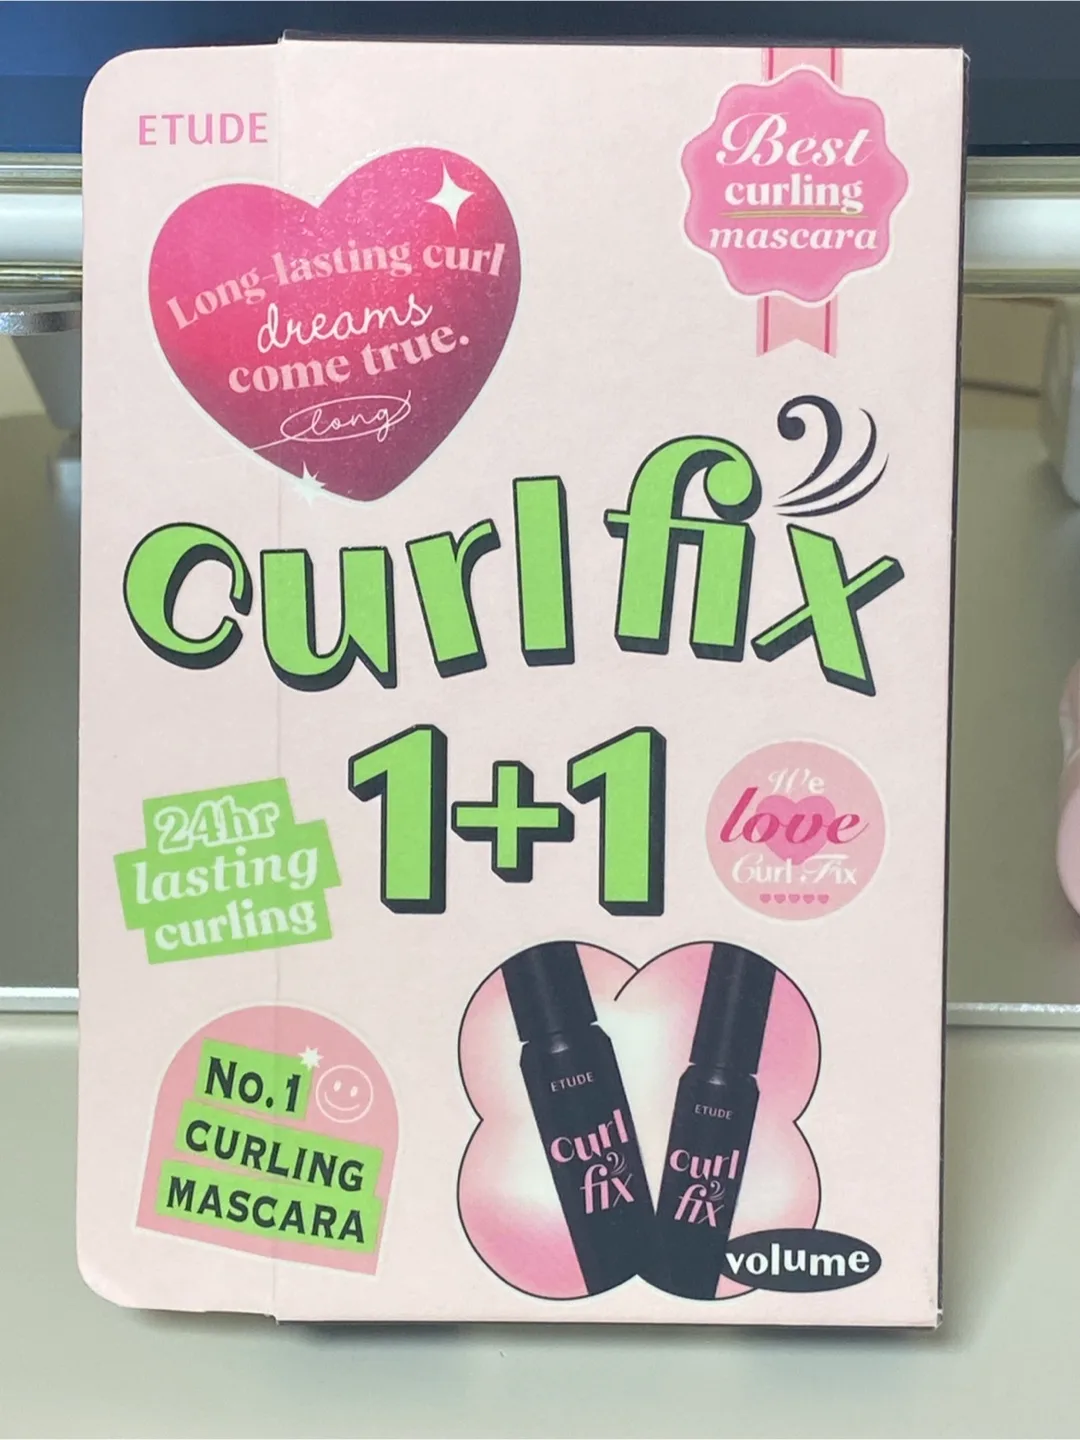 ETUDE
Best
curling
mascara
Long-lasting curl
dreams
come true.
long
curl fix
1+1
24hr
lasting
curling
We
love
Curl Fix
No.1
CURLING
MASCARA
ETUDE
curl
fix
ETUDE
curl
fix
volume